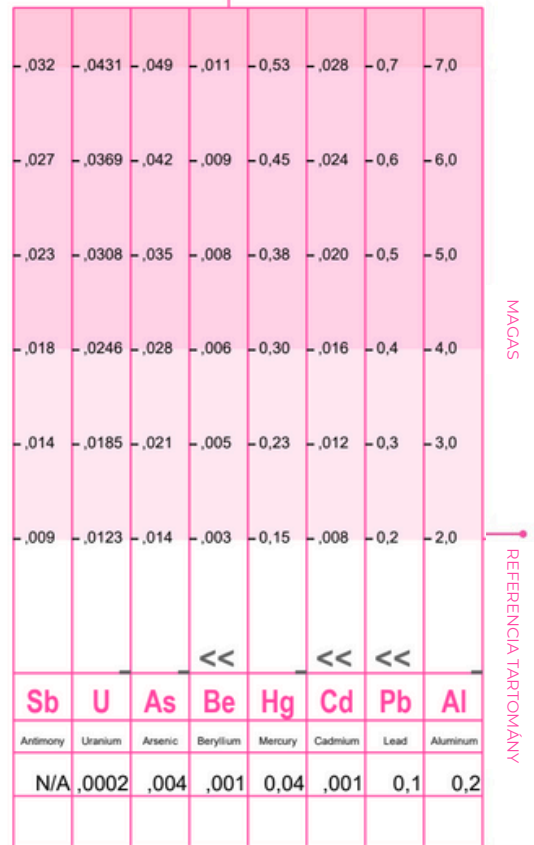 ,032 ,0431 ,049 ,011 0,53 ,028 0,7 7,0
,027 ,0369 ,042 ,009 0,45 ,024 0,6 6,0
,023 ,0308 ,035 ,008 0,38 ,020 0,5 5,0
MAGAS
,018 ,0246 ,028 ,006 0,30 ,016 0,4 4,0
,014 ,0185 ,021 ,005 0,23 ,012 0,3 3,0
,009 ,0123 ,014 ,003 0,15 ,008 0,2 2,0
REFERENCIA TARTOMÁNY
<< << <<
Sb U As Be Hg Cd Pb Al
Antimony Uranium Arsenic Beryllium Mercury Cadmium Lead Aluminum
N/A ,0002 ,004 ,001 0,04 ,001 0,1 0,2